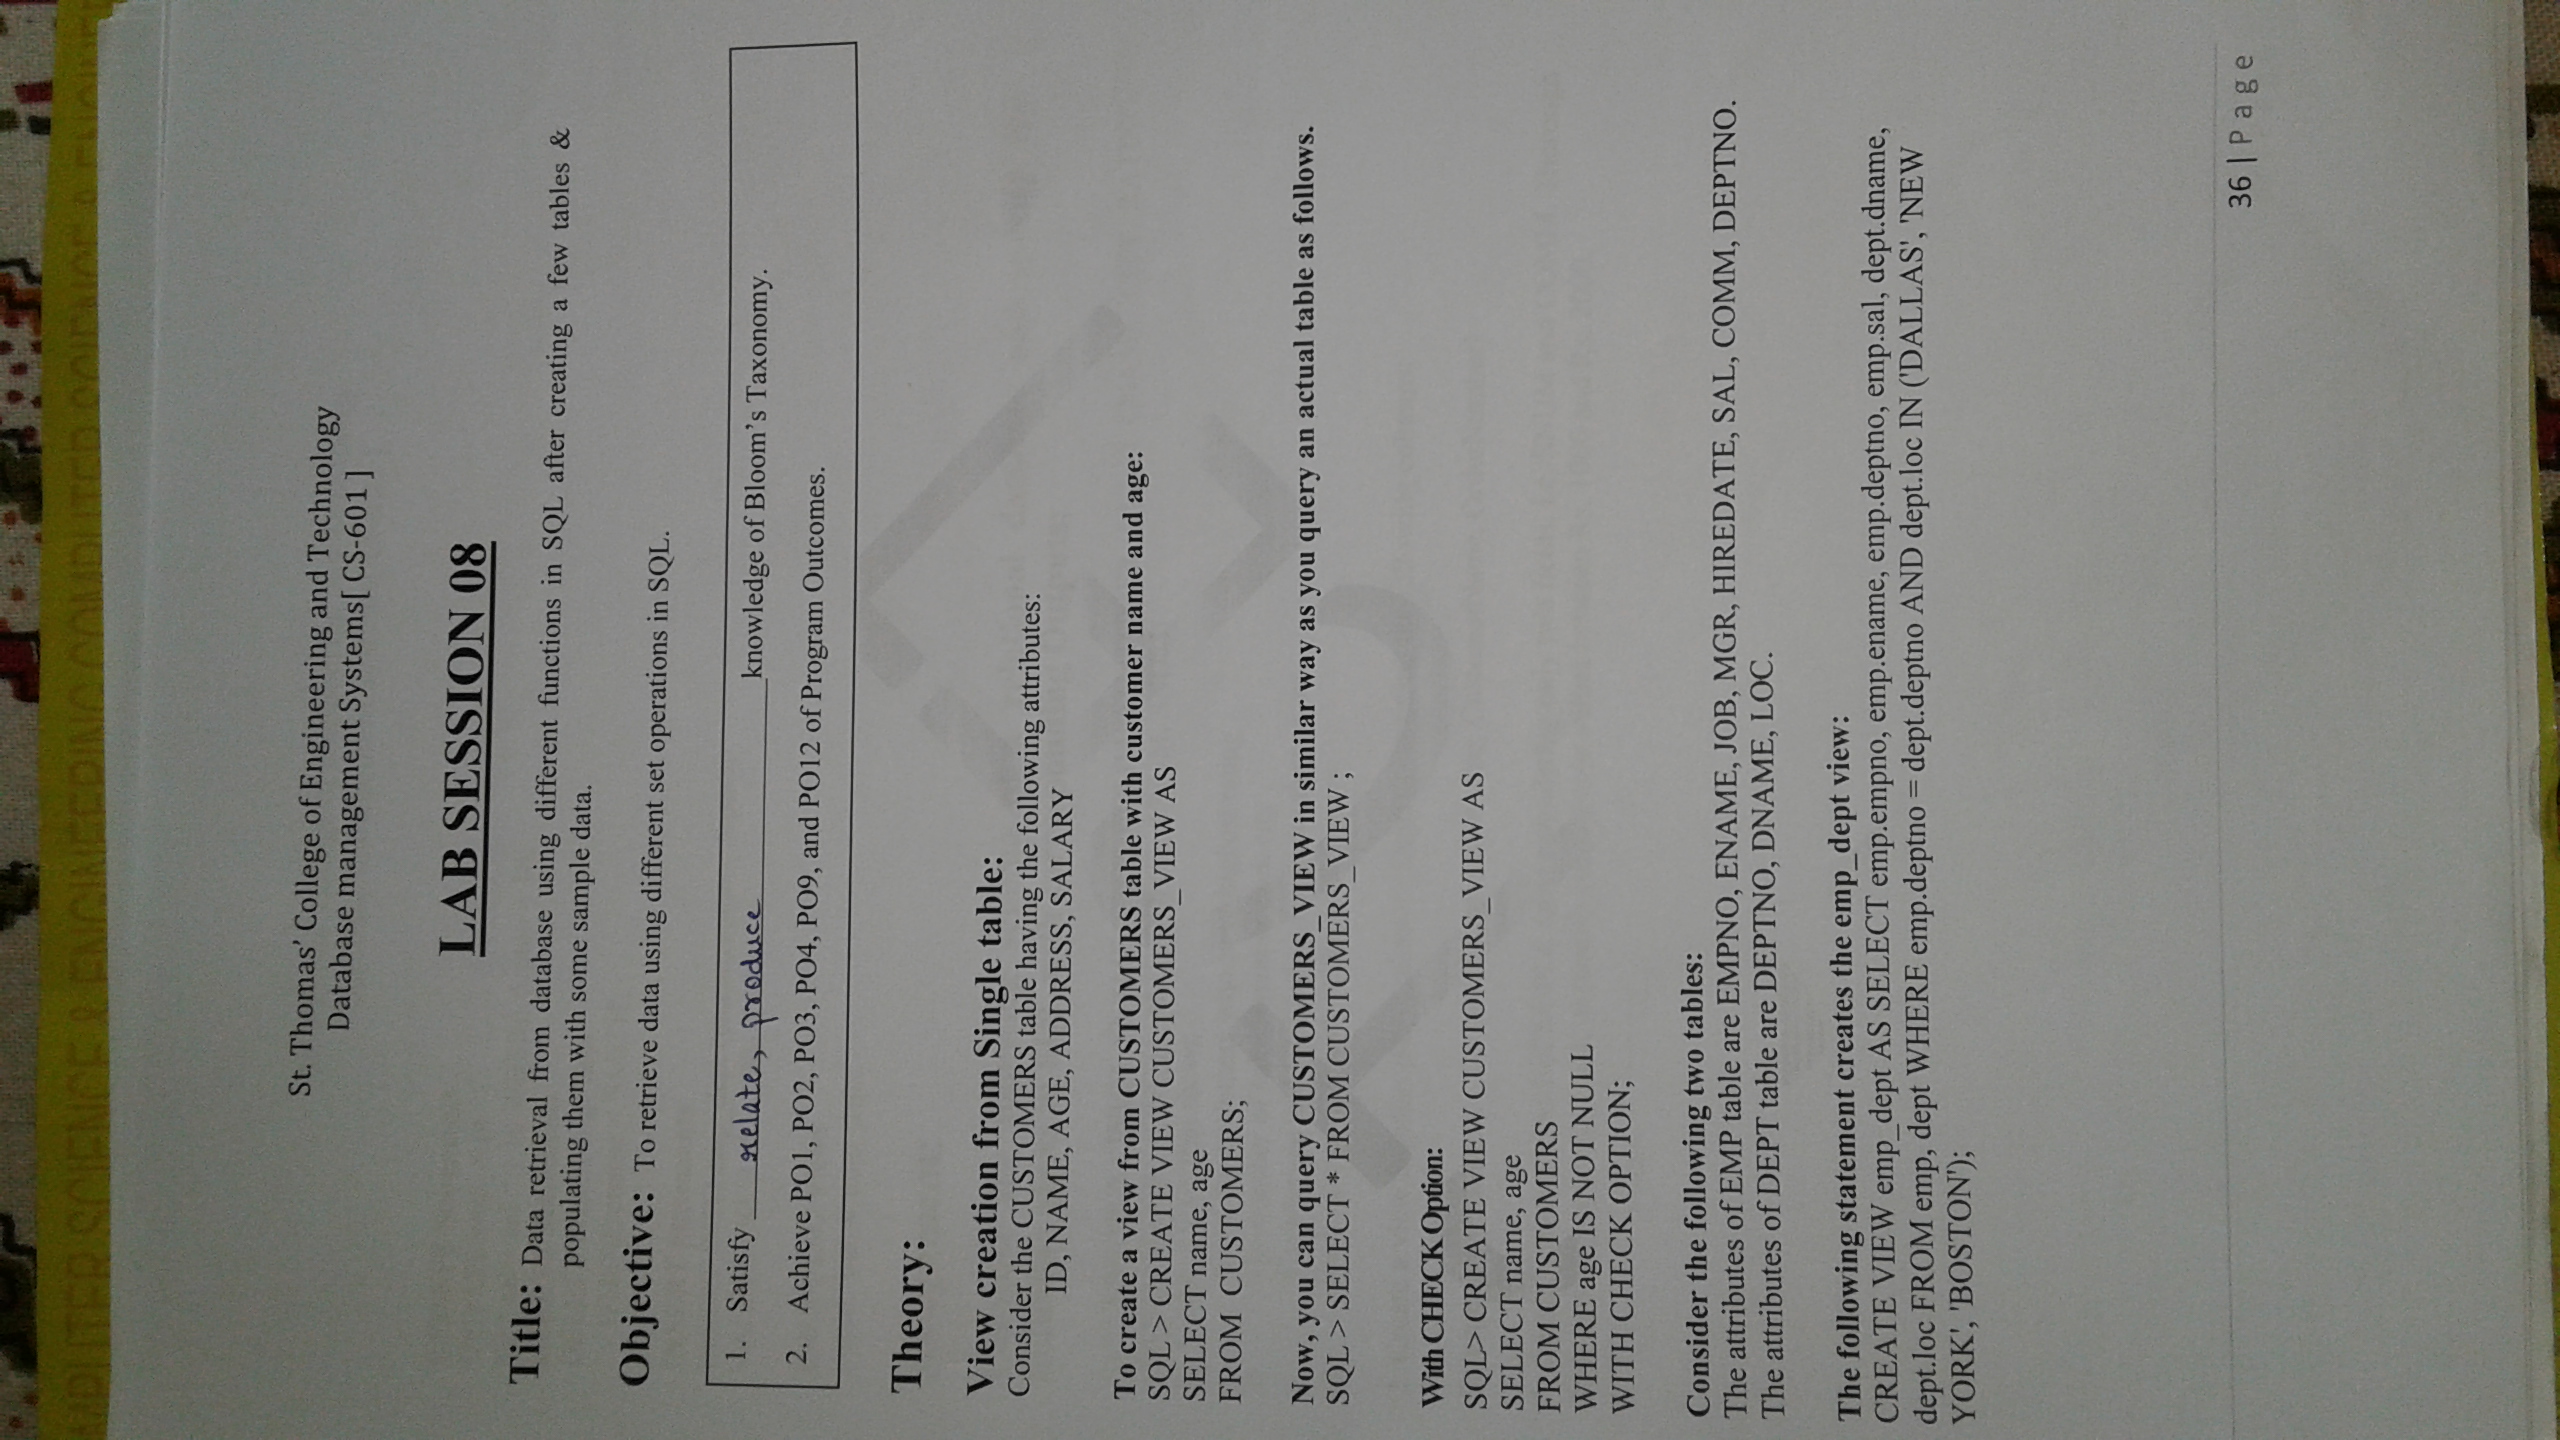 COMPUTER SCIENCE & ENGINEERING COMPUTER SCIENCE &
St. Thomas' College of Engineering and Technology
Database management Systems[ CS-601 ]
LAB SESSION 08
Title: Data retrieval from database using different functions in SQL after creating a few tables &
populating them with some sample data.
Objective: To retrieve data using different set operations in SQL.
1. Satisfy relate, produce knowledge of Bloom's Taxonomy.
2. Achieve PO1, PO2, PO3, PO4, PO9, and PO12 of Program Outcomes.
Theory:
View creation from Single table:
Consider the CUSTOMERS table having the following attributes:
ID, NAME, AGE, ADDRESS, SALARY
To create a view from CUSTOMERS table with customer name and age:
SQL > CREATE VIEW CUSTOMERS_VIEW AS
SELECT name, age
FROM CUSTOMERS;
Now, you can query CUSTOMERS_VIEW in similar way as you query an actual table as follows.
SQL > SELECT * FROM CUSTOMERS_VIEW ;
With CHECK Option:
SQL> CREATE VIEW CUSTOMERS_VIEW AS
SELECT name, age
FROM CUSTOMERS
WHERE age IS NOT NULL
WITH CHECK OPTION;
Consider the following two tables:
The attributes of EMP table are EMPNO, ENAME, JOB, MGR, HIREDATE, SAL, COMM, DEPTNO.
The attributes of DEPT table are DEPTNO, DNAME, LOC.
The following statement creates the emp_dept view:
CREATE VIEW emp_dept AS SELECT emp.empno, emp.ename, emp.deptno, emp.sal, dept.dname,
dept.loc FROM emp, dept WHERE emp.deptno = dept.deptno AND dept.loc IN ('DALLAS', 'NEW
YORK', 'BOSTON');
36 | Page